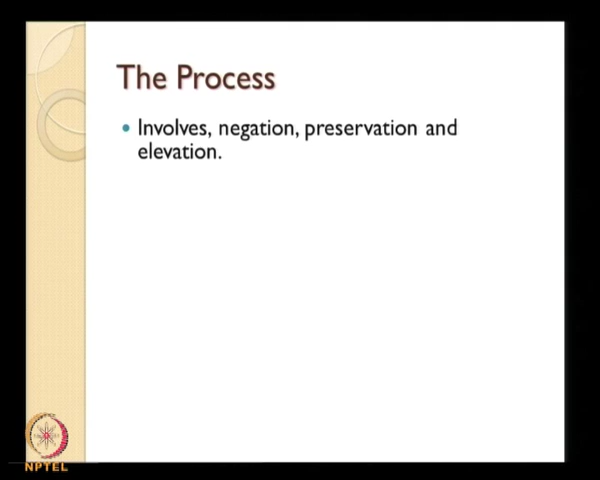 The Process
• Involves, negation, preservation and
elevation.
NPTEL